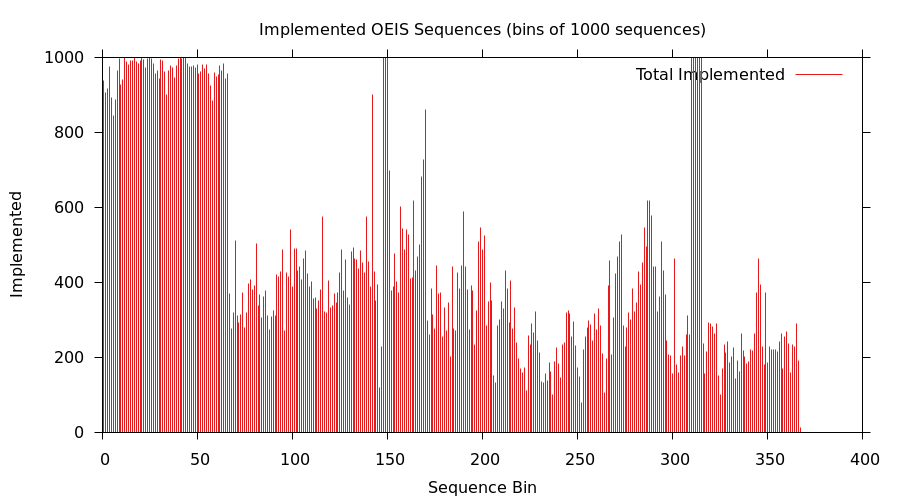 Implemented OEIS Sequences (bins of 1000 sequences)
Total Implemented
Implemented
1000
800
600
400
200
0
0 50 100 150 200 250 300 350 400
Sequence Bin